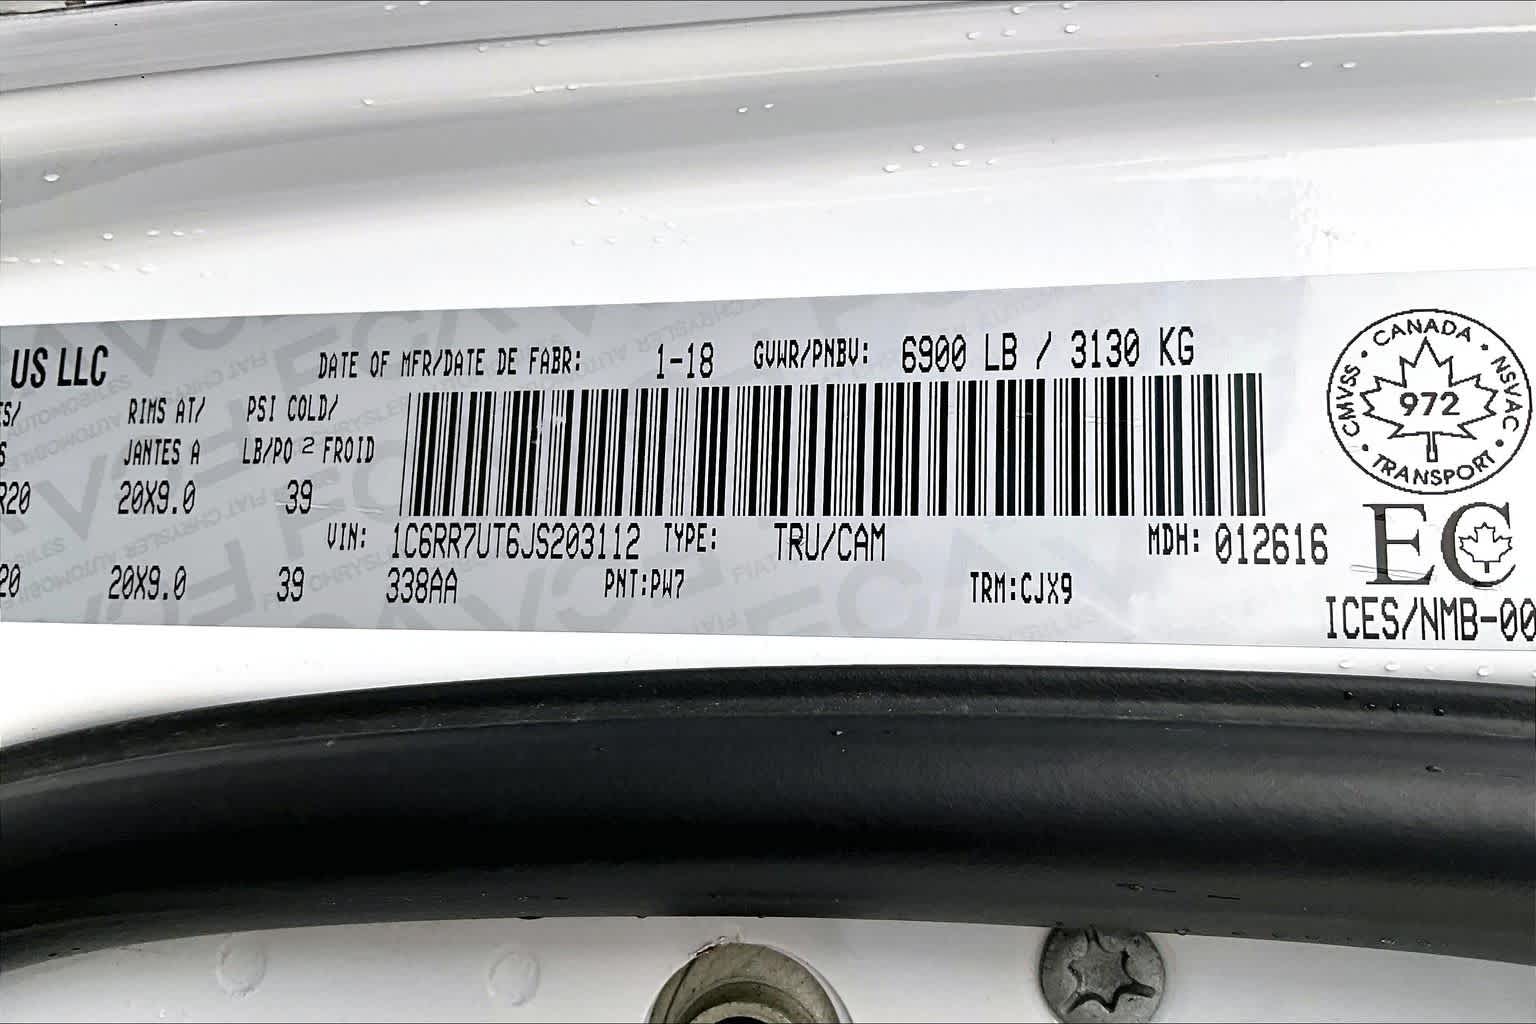 US LLC
DATE OF MFR/DATE DE FABR: 1-18 GVWR/PNBV: 6900 LB / 3130 KG
RIMS AT/ PSI COLD/
JANTES A LB/PO 2 FROID
R20 20X9.0 39
VIN: 1C6RR7UT6JS203112 TYPE: TRU/CAM MDH: 012616
20 20X9.0 39 338AA PNT:PW7 TRM:CJX9
CANADA
CMVSS · NSVAC
972
TRANSPORT
EC
ICES/NMB-00